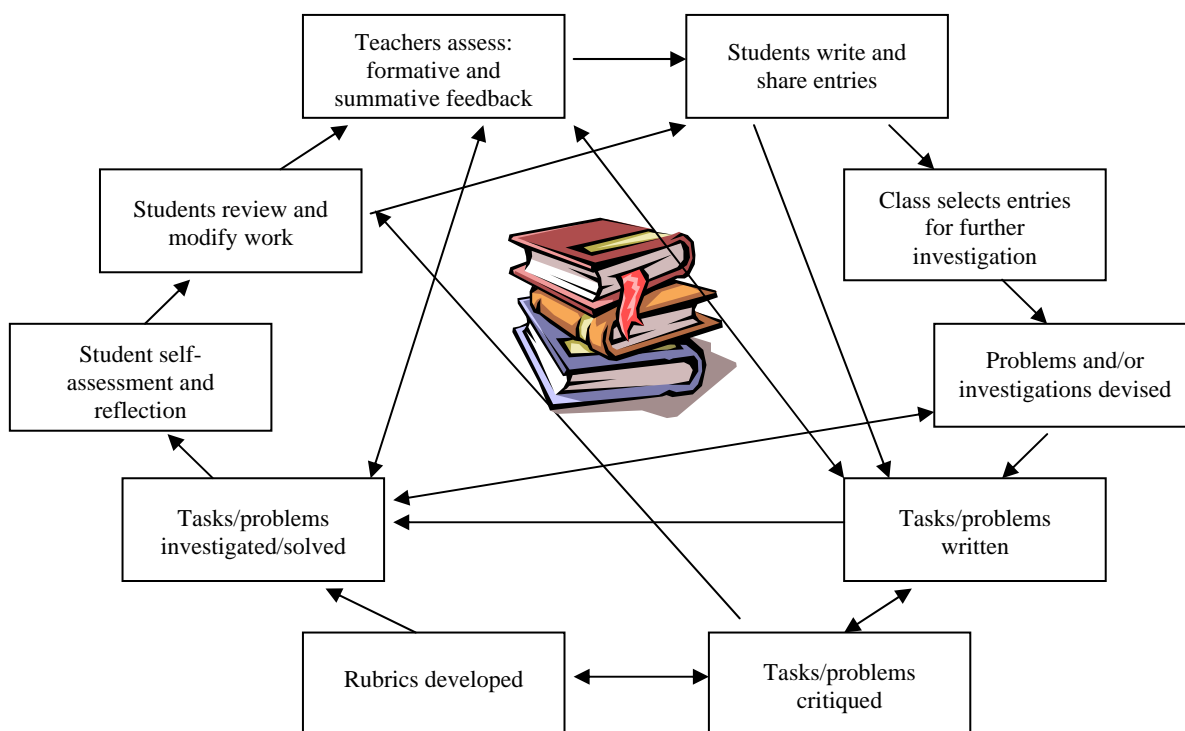 Teachers assess:
formative and
summative feedback
Students write and
share entries
Students review and
modify work
Class selects entries
for further
investigation
Student self-
assessment and
reflection
Problems and/or
investigations devised
Tasks/problems
investigated/solved
Tasks/problems
written
Rubrics developed
Tasks/problems
critiqued